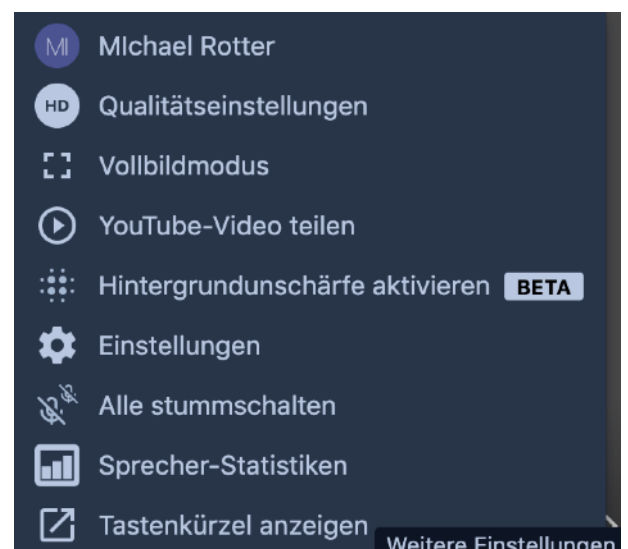 MI MIchael Rotter
HD Qualitätseinstellungen
Vollbildmodus
YouTube-Video teilen
Hintergrundunschärfe aktivieren BETA
Einstellungen
Alle stummschalten
Sprecher-Statistiken
Tastenkürzel anzeigen
Weitere Einstellungen